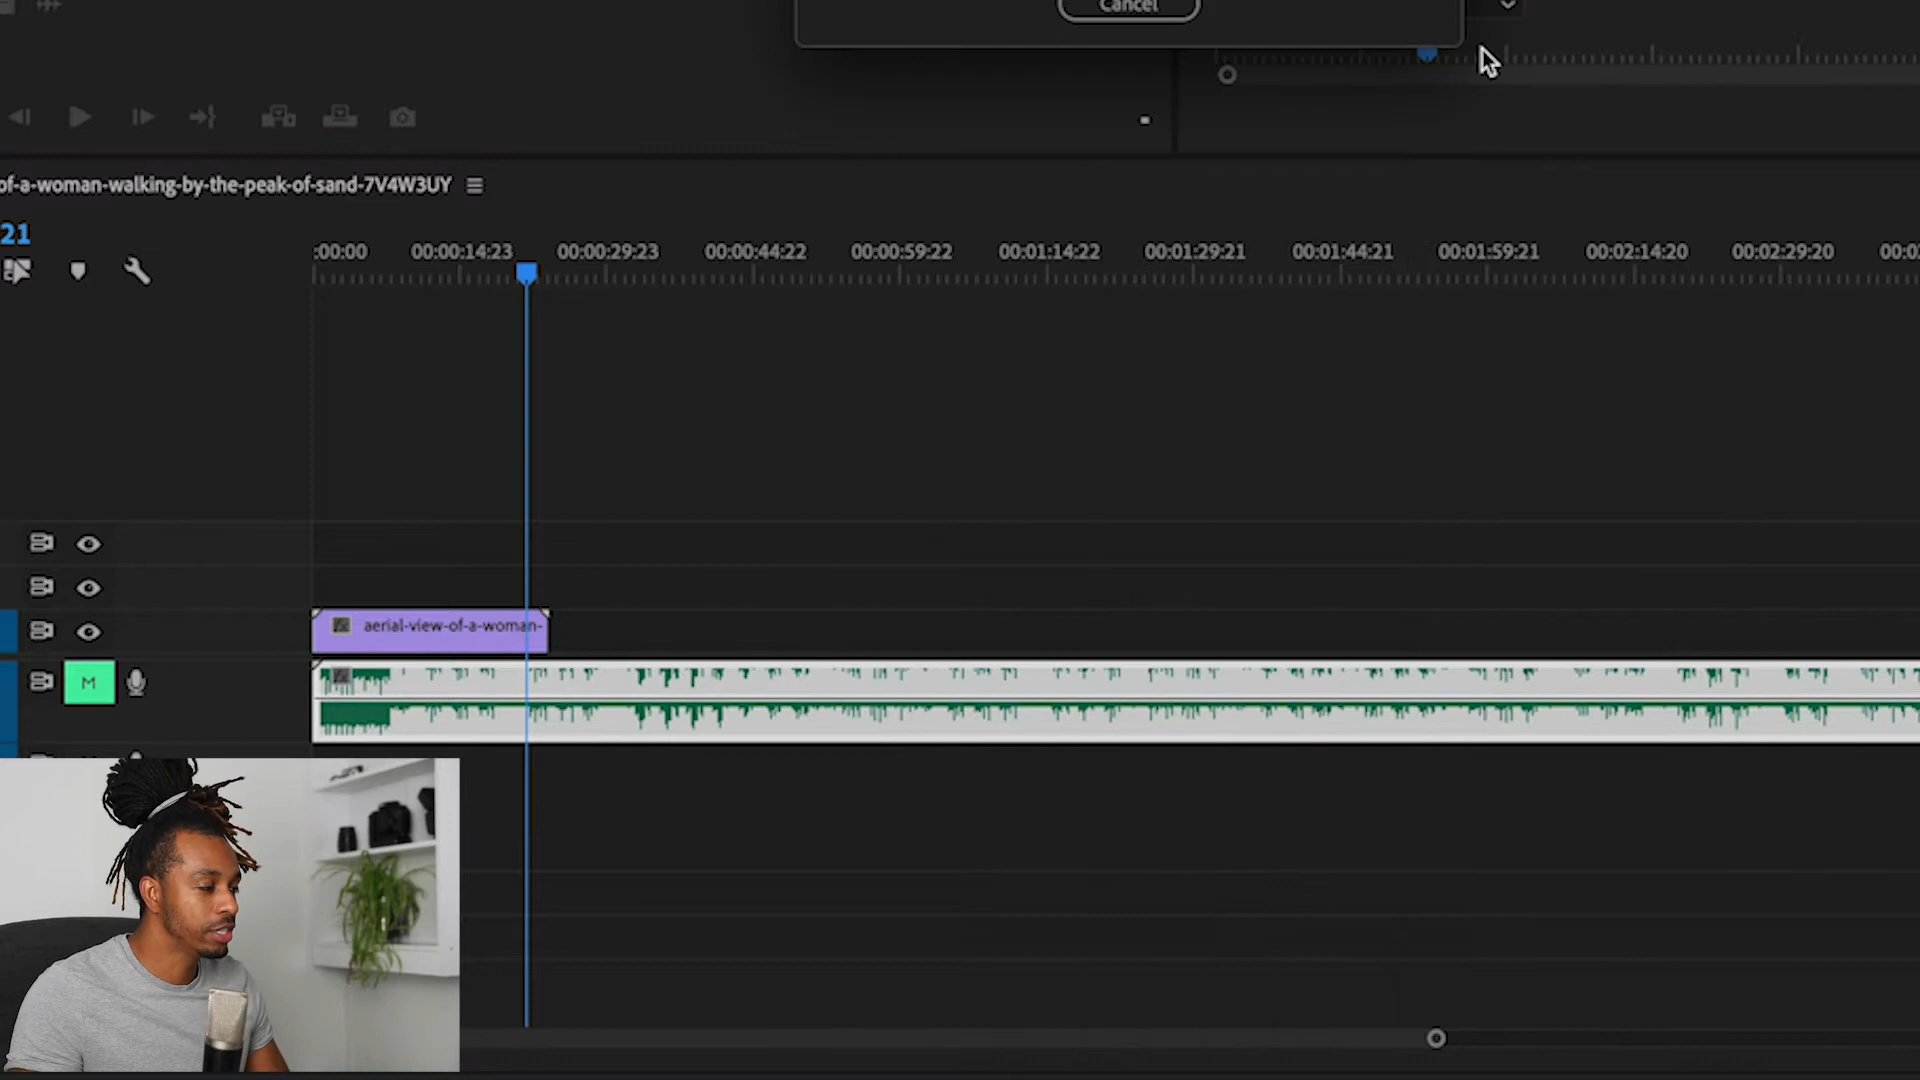 Cancel
of-a-woman-walking-by-the-peak-of-sand-7V4W3UY
21
:00:00 00:00:14:23 00:00:29:23 00:00:44:22 00:00:59:22 00:01:14:22 00:01:29:21 00:01:44:21 00:01:59:21 00:02:14:20 00:02:29:20 00:0
aerial-view-of-a-woman-
M